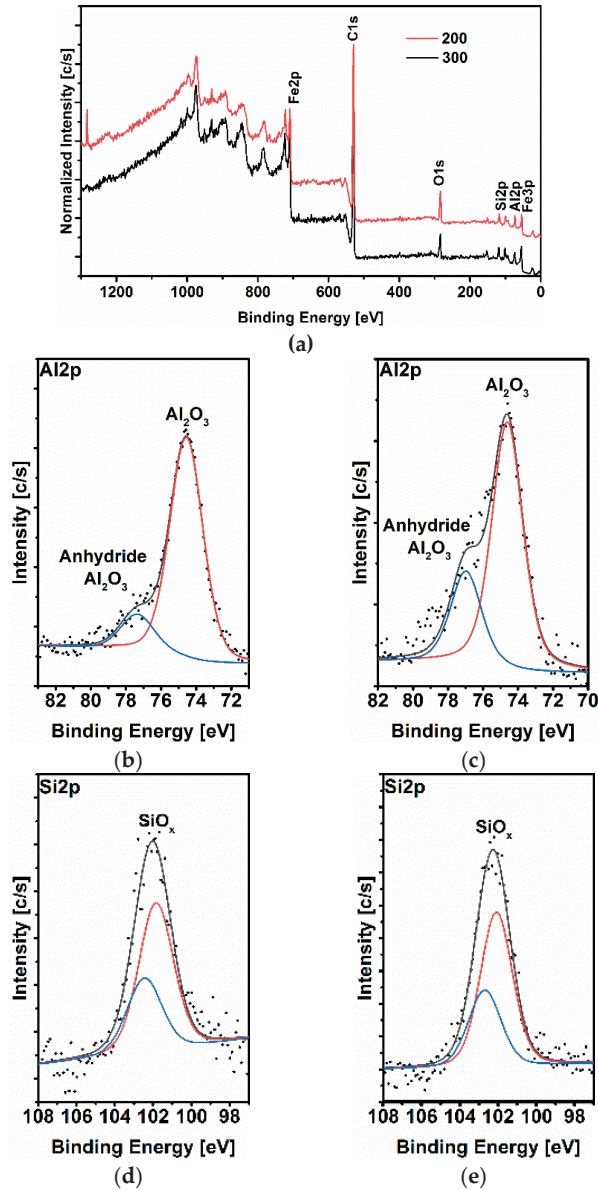 Normalized Intensity [c/s]
Fe2p
C1s
200
300
O1s
Si2p
Al2p
Fe3p
1200 1000 800 600 400 200 0
Binding Energy [eV]
(a)
Al2p
Al2O3
Anhydride
Al2O3
Intensity [c/s]
82 80 78 76 74 72
Binding Energy [eV]
(b)
Al2p
Al2O3
Anhydride
Al2O3
Intensity [c/s]
82 80 77 75 72 70
Binding Energy [eV]
(c)
Si2p
SiOx
Intensity [c/s]
108 106 104 102 100 98
Binding Energy [eV]
(d)
Si2p
SiOx
Intensity [c/s]
108 106 104 102 100 98
Binding Energy [eV]
(e)